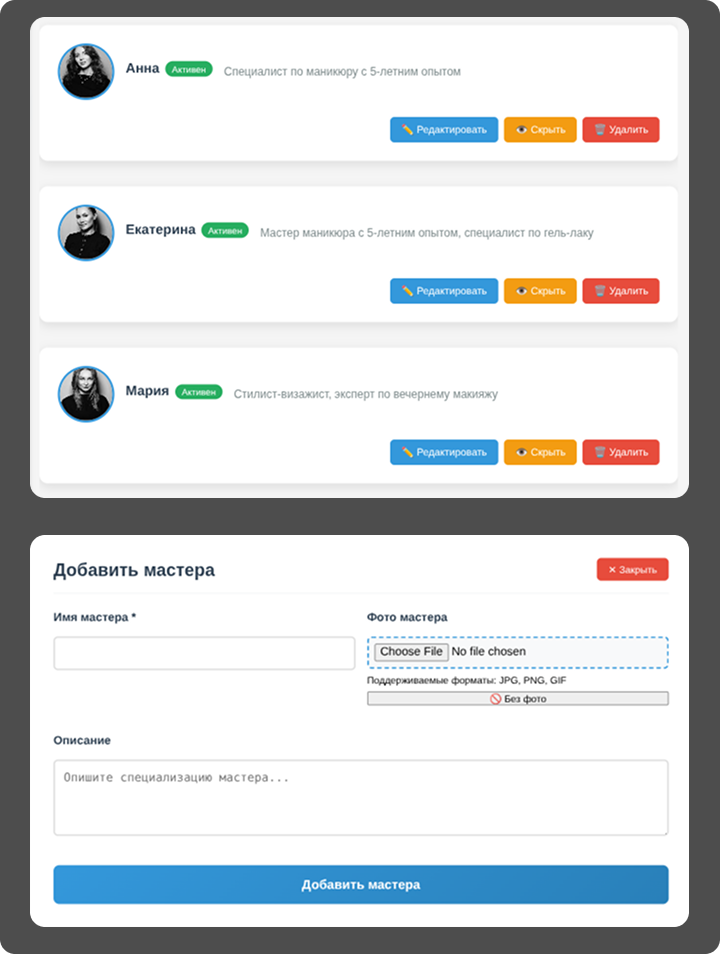 Анна Активен Специалист по маникюру с 5-летним опытом
✏️ Редактировать 👁️ Скрыть 🗑️ Удалить
Екатерина Активен Мастер маникюра с 5-летним опытом, специалист по гель-лаку
✏️ Редактировать 👁️ Скрыть 🗑️ Удалить
Мария Активен Стилист-визажист, эксперт по вечернему макияжу
✏️ Редактировать 👁️ Скрыть 🗑️ Удалить
Добавить мастера ✕ Закрыть
Имя мастера * Фото мастера
Choose File No file chosen
Поддерживаемые форматы: JPG, PNG, GIF
🚫 Без фото
Описание
Опишите специализацию мастера...
Добавить мастера